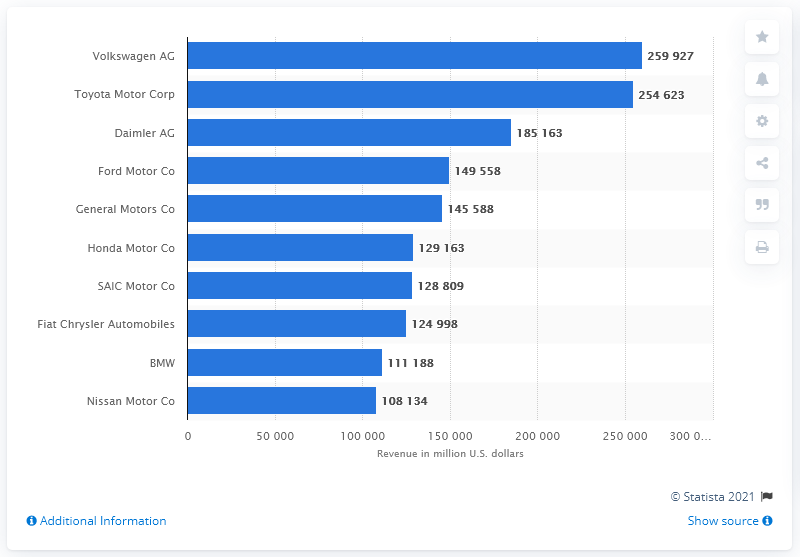 Volkswagen AG 259 927
Toyota Motor Corp 254 623
Daimler AG 185 163
Ford Motor Co 149 558
General Motors Co 145 588
Honda Motor Co 129 163
SAIC Motor Co 128 809
Fiat Chrysler Automobiles 124 998
BMW 111 188
Nissan Motor Co 108 134
0 50 000 100 000 150 000 200 000 250 000 300 0...
Revenue in million U.S. dollars
© Statista 2021
Additional Information
Show source